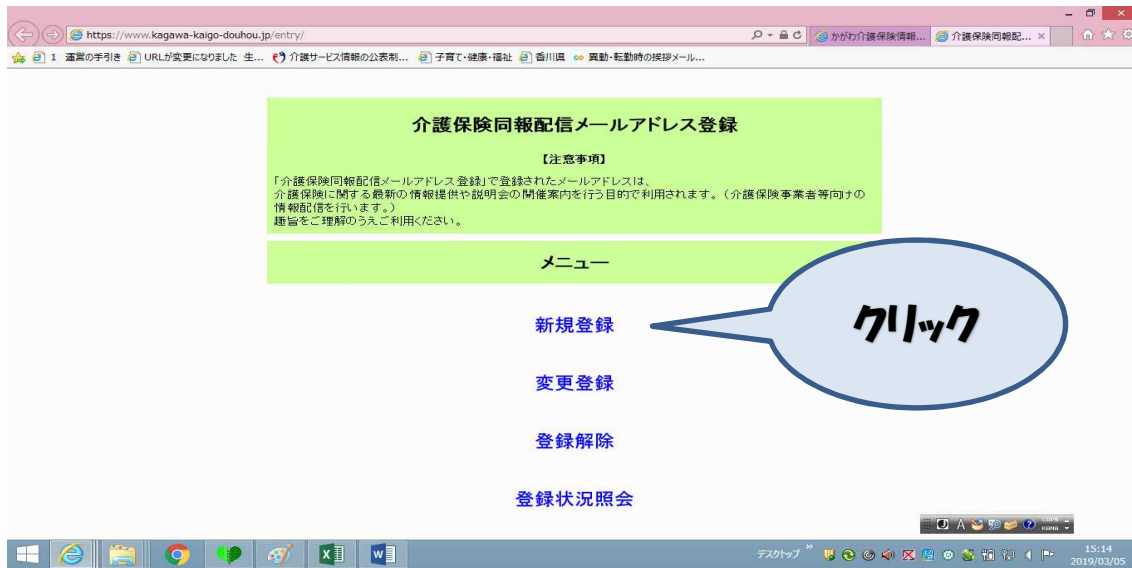 https://www.kagawa-kaigo-douhou.jp/entry/
かがわ介護保険情報...
介護保険同報配... ×
1 運営の手引き
URLが変更になりました 生...
介護サービス情報の公表制...
子育て・健康・福祉
香川県
異動・転勤時の挨拶メール...
介護保険同報配信メールアドレス登録
【注意事項】
「介護保険同報配信メールアドレス登録」で登録されたメールアドレスは、
介護保険に関する最新の情報提供や説明会の開催案内を行う目的で利用されます。（介護保険事業者等向けの
情報配信を行います。）
趣旨をご理解のうえご利用ください。
メニュー
新規登録
クリック
変更登録
登録解除
登録状況照会
A
CAPS
KANA
デスクトップ
15:14
2019/03/05